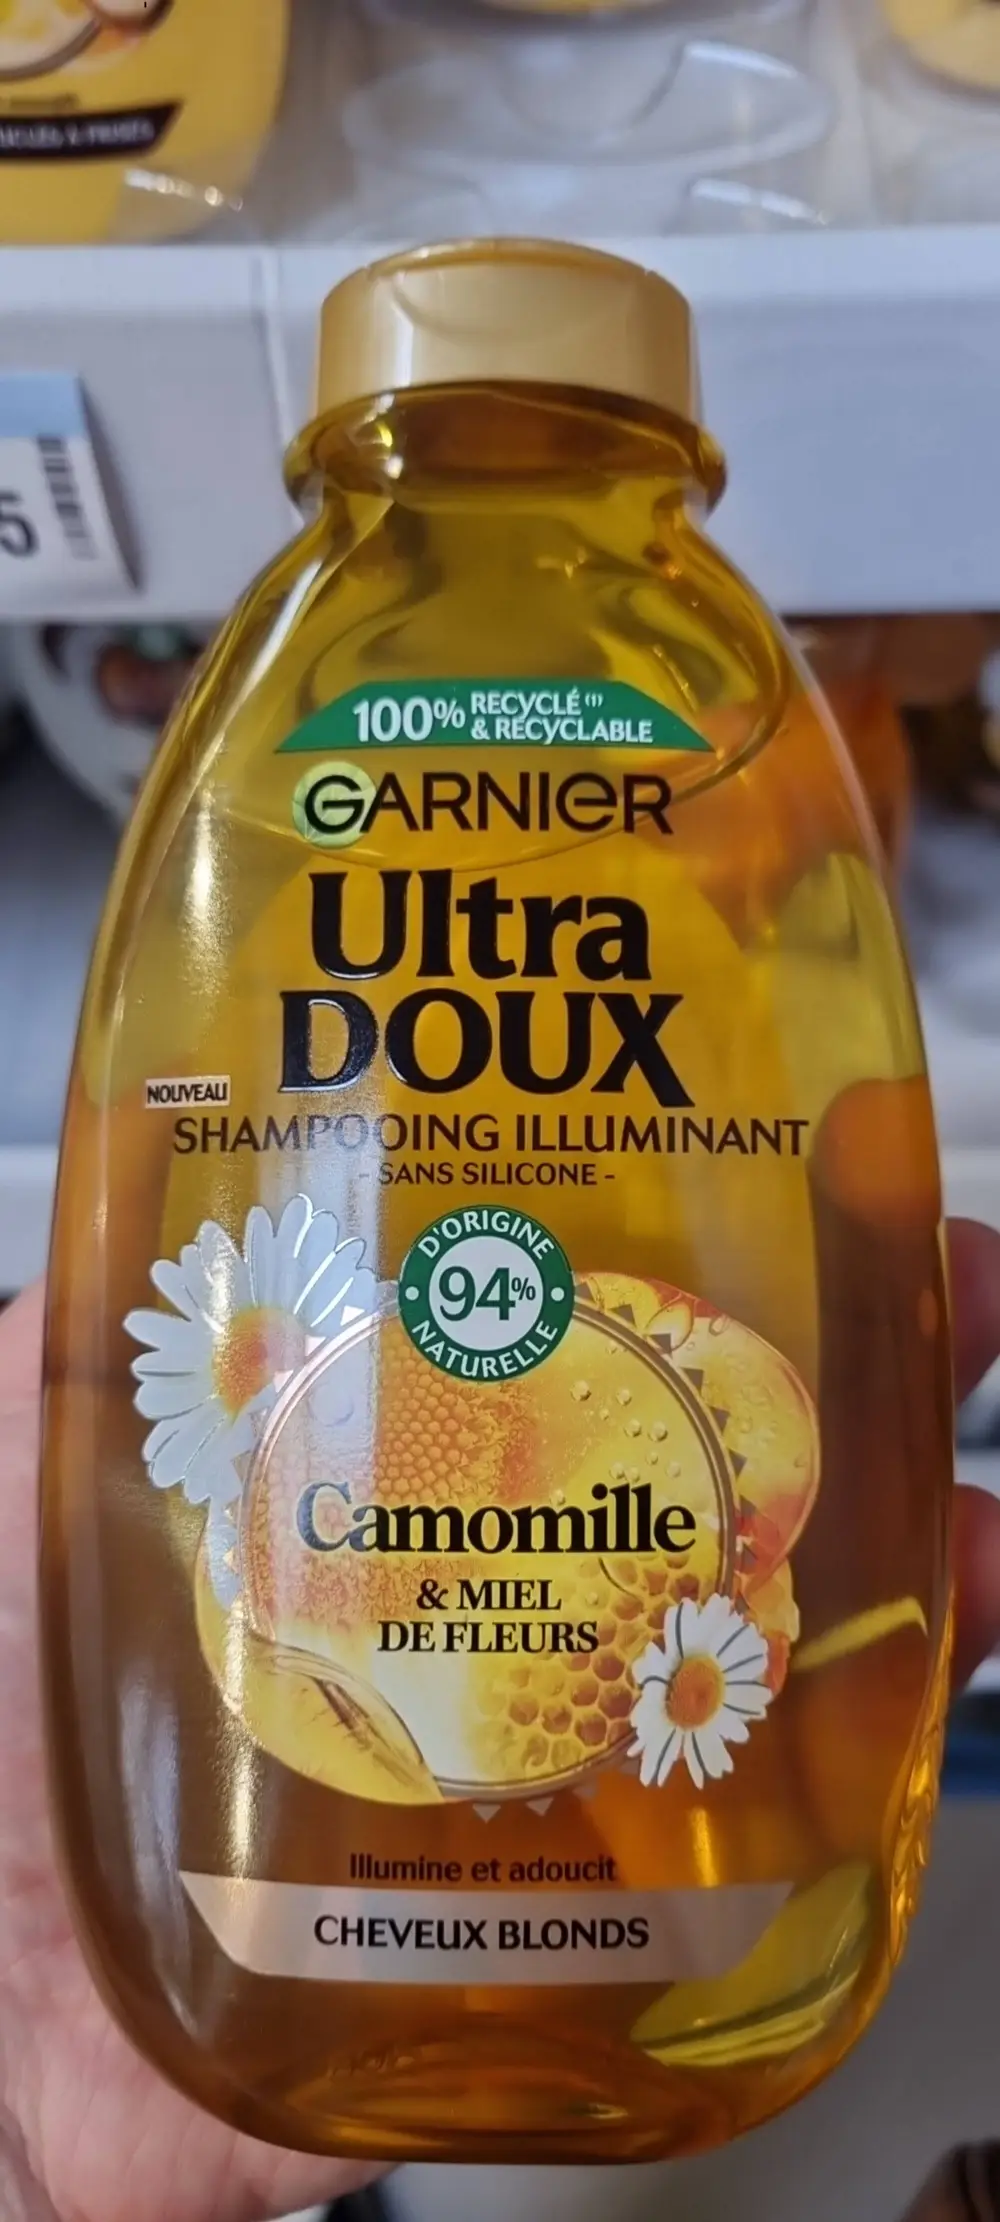 5
100% RECYCLÉ (1)
& RECYCLABLE
GARNIER
Ultra
DOUX
NOUVEAU
SHAMPOOING ILLUMINANT
- SANS SILICONE -
D'ORIGINE
94%
NATURELLE
Camomille
& MIEL
DE FLEURS
Illumine et adoucit
CHEVEUX BLONDS